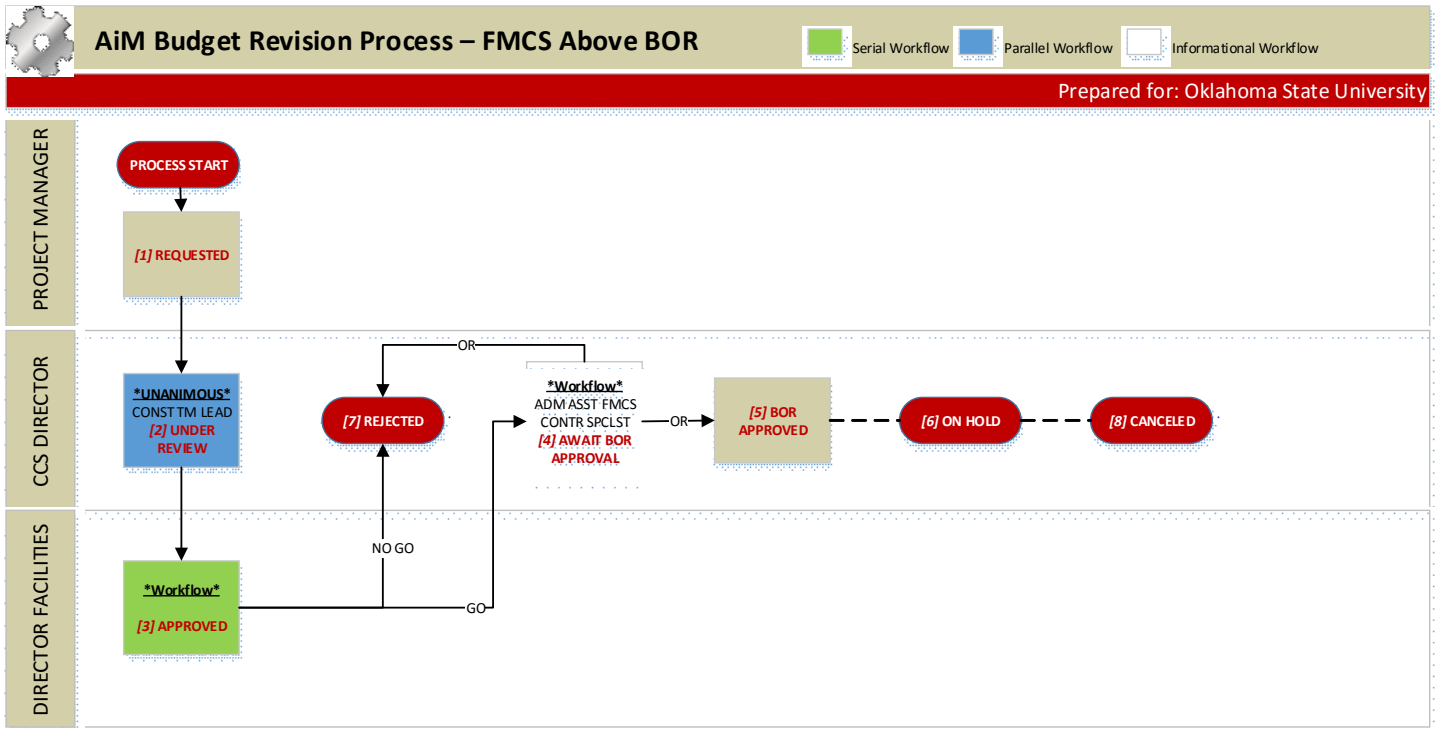 AiM Budget Revision Process – FMCS Above BOR
Serial Workflow
Parallel Workflow
Informational Workflow
Prepared for: Oklahoma State University
PROJECT MANAGER
PROCESS START
[1] REQUESTED
CCS DIRECTOR
*UNANIMOUS*
CONST TM LEAD
[2] UNDER
REVIEW
OR
[7] REJECTED
*Workflow*
ADM ASST FMCS
CONTR SPCLST
[4] AWAIT BOR
APPROVAL
OR
[5] BOR
APPROVED
[6] ON HOLD
[8] CANCELED
DIRECTOR FACILITIES
*Workflow*
[3] APPROVED
NO GO
GO